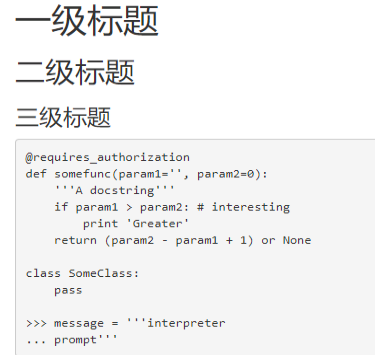 一级标题
二级标题
三级标题
@requires_authorization
def somefunc(param1='', param2=0):
    '''A docstring'''
    if param1 > param2: # interesting
        print 'Greater'
    return (param2 - param1 + 1) or None

class SomeClass:
    pass

>>> message = '''interpreter
... prompt'''